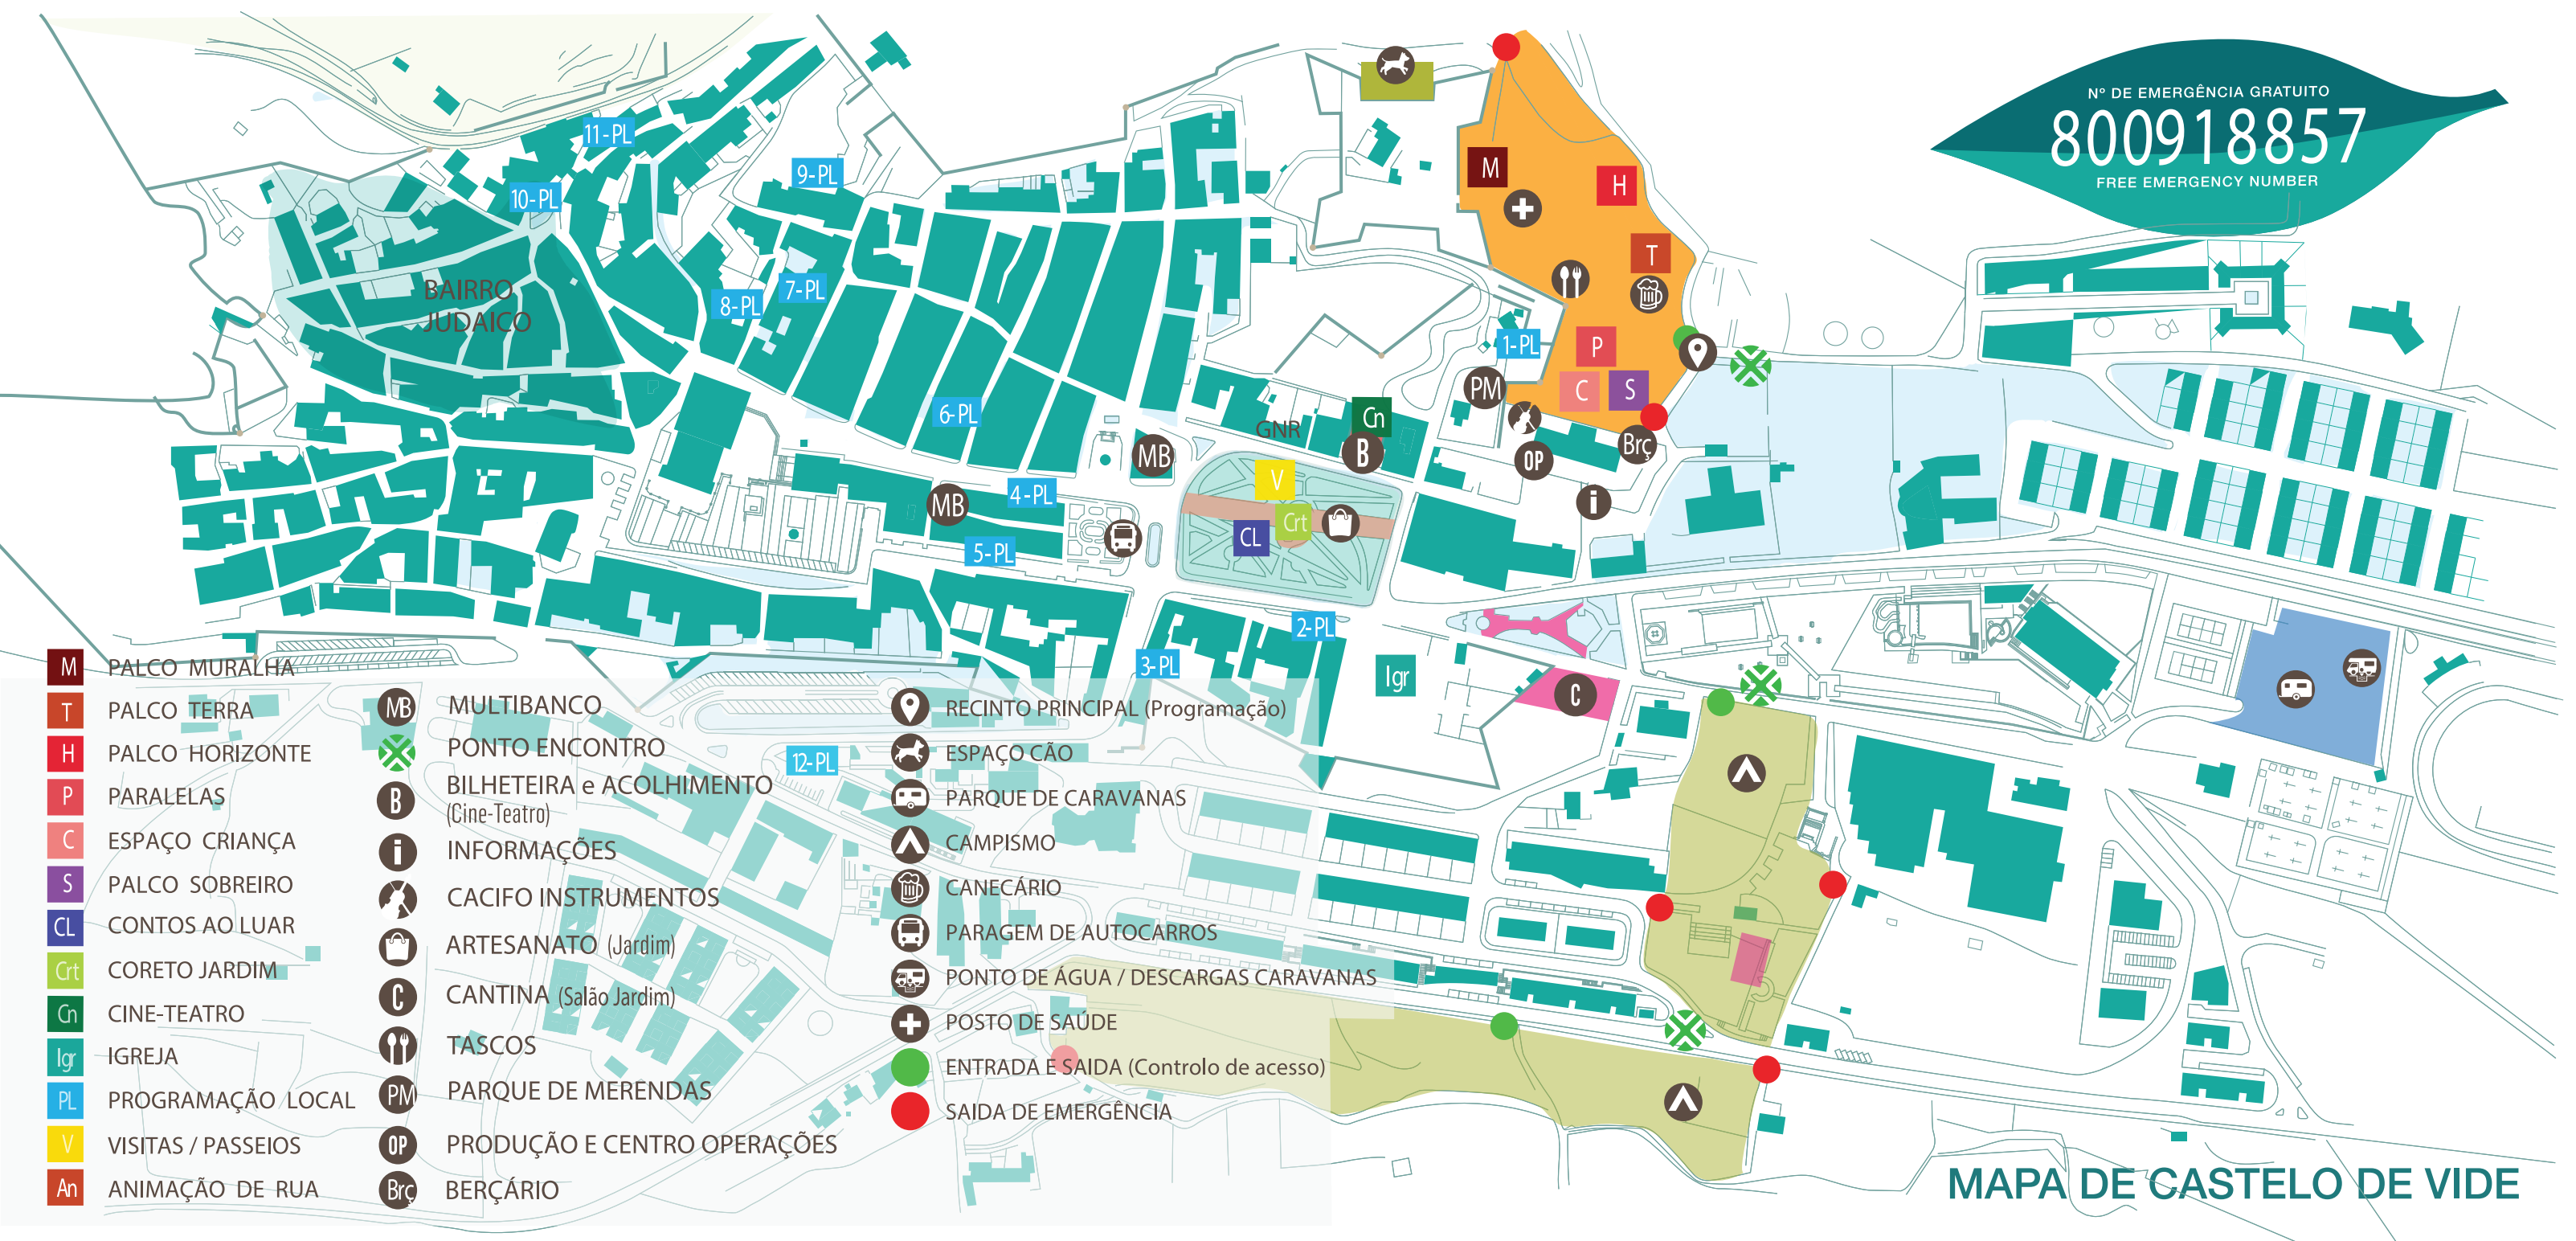 Nº DE EMERGÊNCIA GRATUITO
800918857
FREE EMERGENCY NUMBER
11-PL
10-PL
9-PL
M
H
T
BAIRRO
JUDAICO
8-PL
7-PL
1-PL
P
PM
C
S
6-PL
GNR
Cn
B
OP
Brç
MB
MB
4-PL
V
Crt
CL
i
5-PL
2-PL
3-PL
Igr
C
12-PL
M PALCO MURALHA
T PALCO TERRA
H PALCO HORIZONTE
P PARALELAS
C ESPAÇO CRIANÇA
S PALCO SOBREIRO
CL CONTOS AO LUAR
Crt CORETO JARDIM
Cn CINE-TEATRO
Igr IGREJA
PL PROGRAMAÇÃO LOCAL
V VISITAS / PASSEIOS
An ANIMAÇÃO DE RUA
MB MULTIBANCO
PONTO ENCONTRO
B BILHETEIRA e ACOLHIMENTO
(Cine-Teatro)
i INFORMAÇÕES
CACIFO INSTRUMENTOS
ARTESANATO (Jardim)
C CANTINA (Salão Jardim)
TASCOS
PM PARQUE DE MERENDAS
OP PRODUÇÃO E CENTRO OPERAÇÕES
Brç BERÇÁRIO
RECINTO PRINCIPAL (Programação)
ESPAÇO CÃO
PARQUE DE CARAVANAS
CAMPISMO
CANECÁRIO
PARAGEM DE AUTOCARROS
PONTO DE ÁGUA / DESCARGAS CARAVANAS
POSTO DE SAÚDE
ENTRADA E SAIDA (Controlo de acesso)
SAIDA DE EMERGÊNCIA
MAPA DE CASTELO DE VIDE